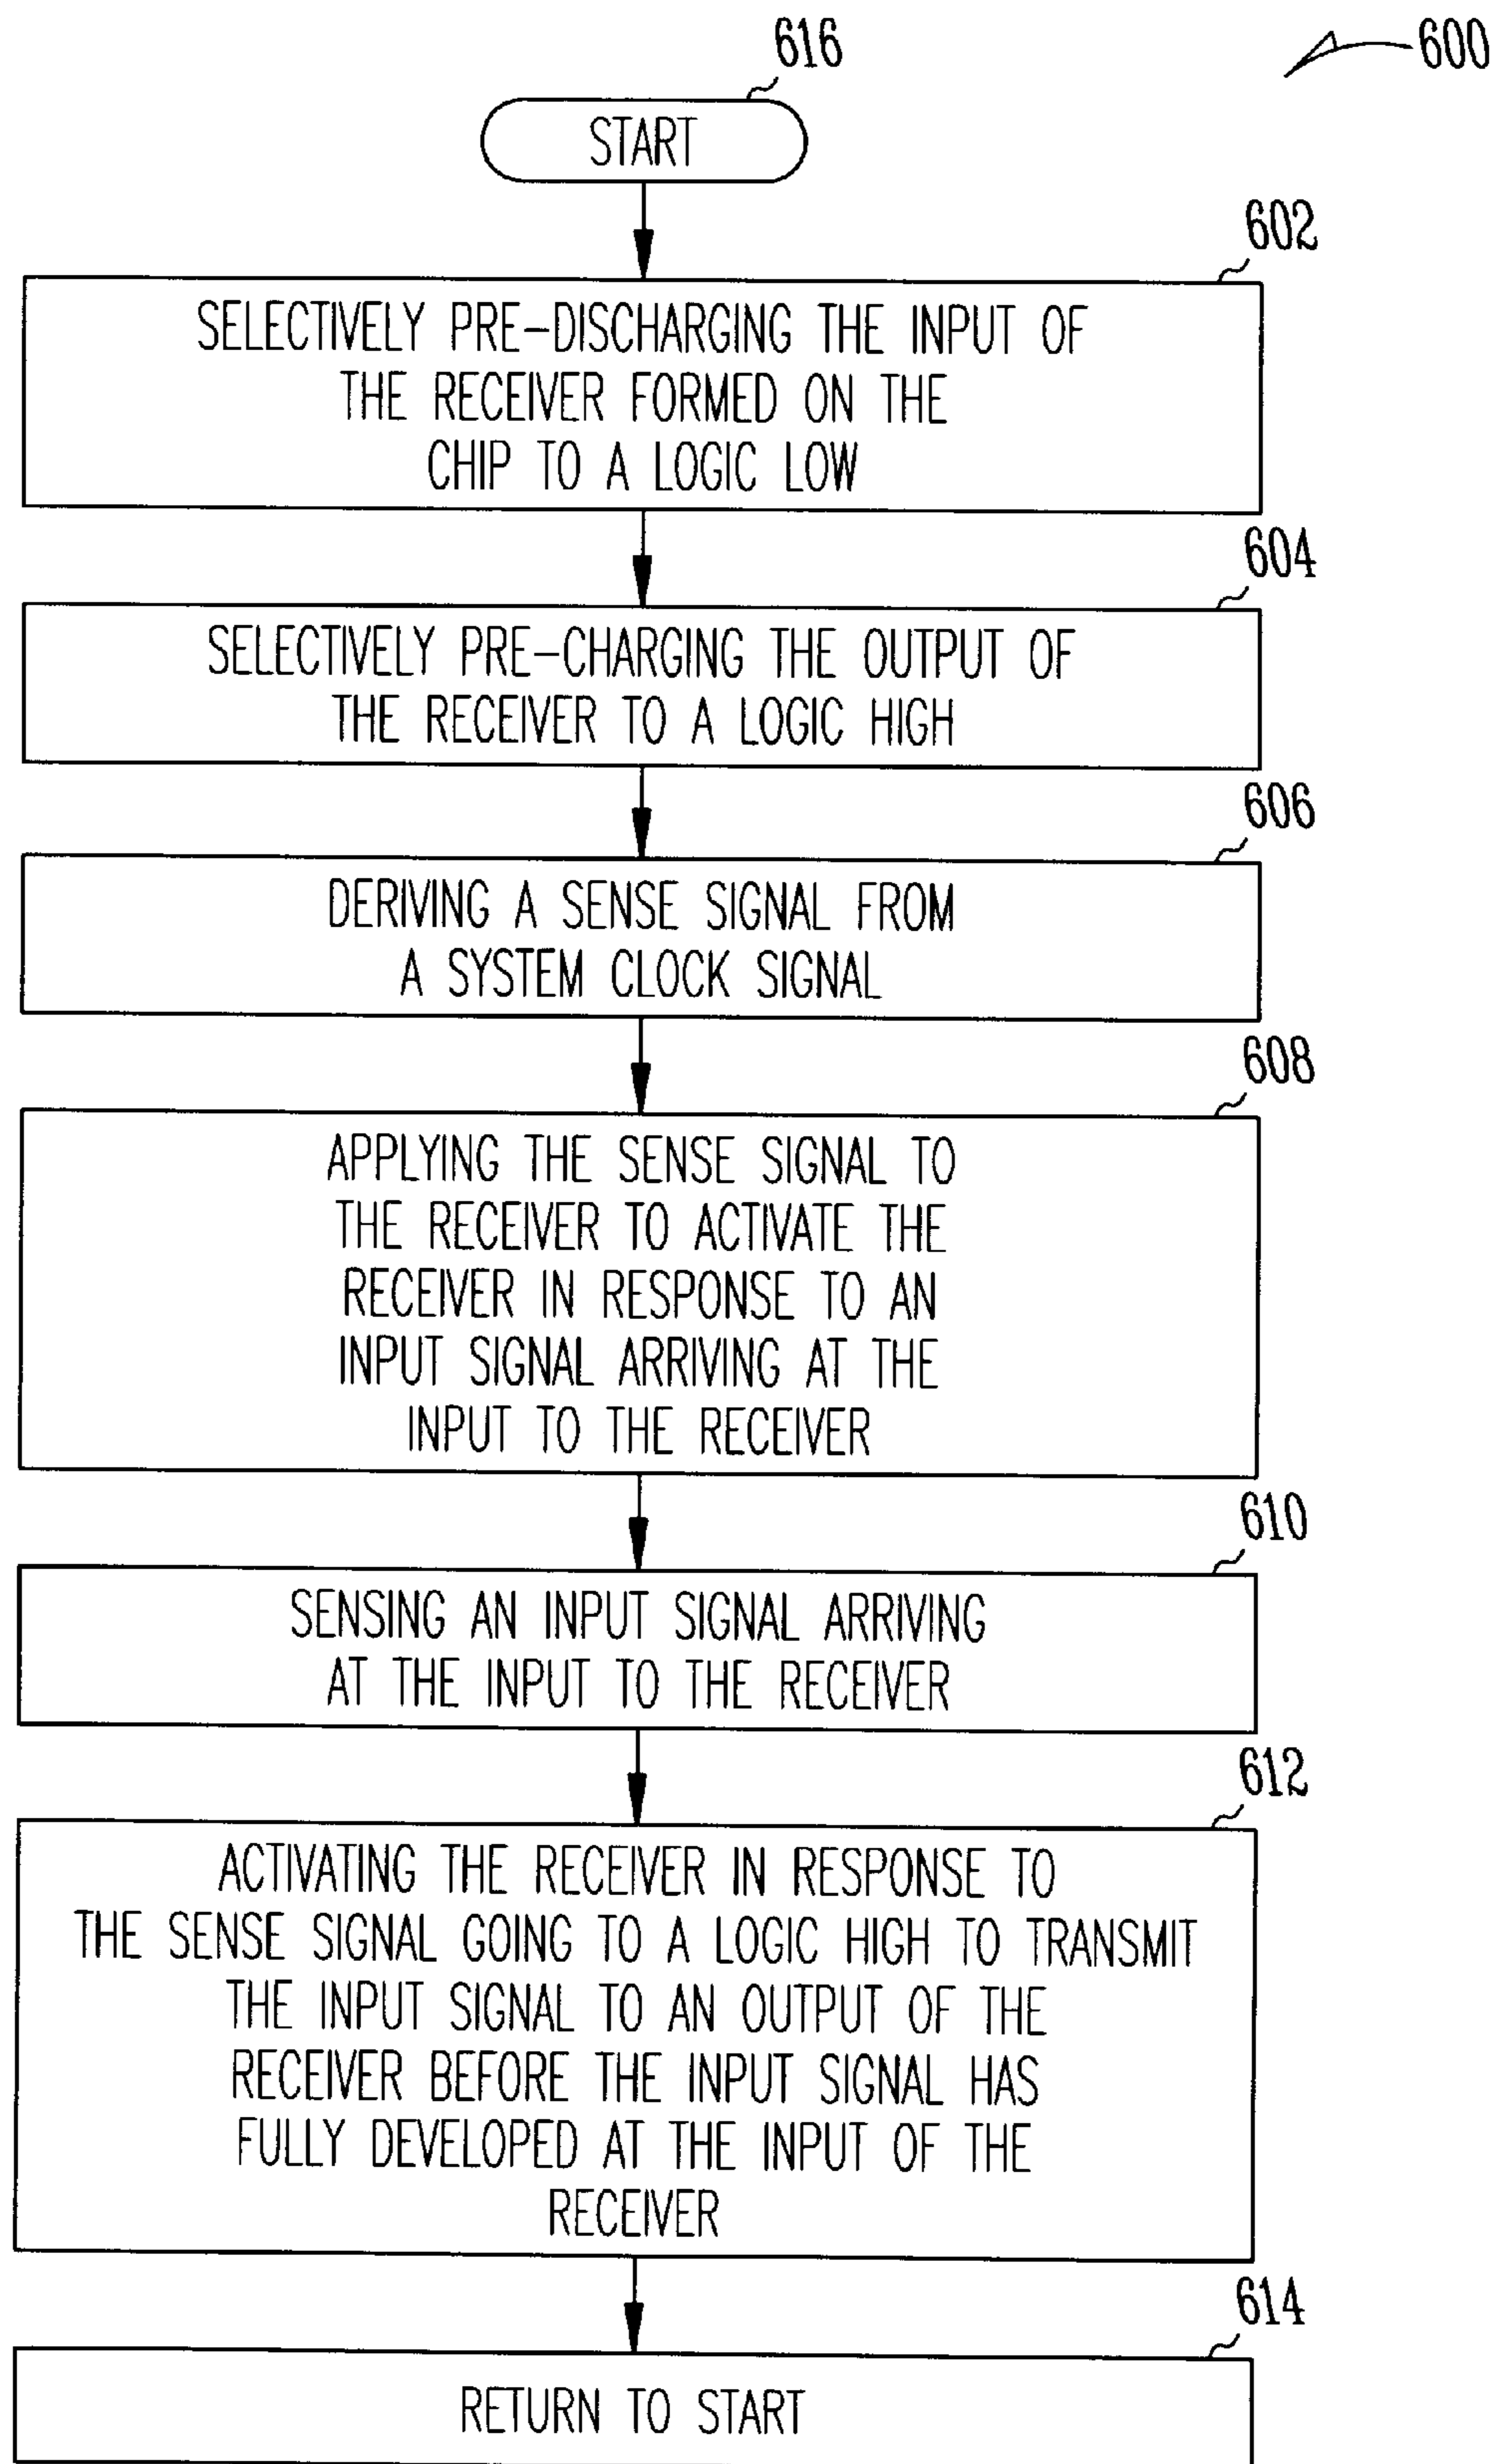 616
600
START
602
SELECTIVELY PRE-DISCHARGING THE INPUT OF
THE RECEIVER FORMED ON THE
CHIP TO A LOGIC LOW
604
SELECTIVELY PRE-CHARGING THE OUTPUT OF
THE RECEIVER TO A LOGIC HIGH
606
DERIVING A SENSE SIGNAL FROM
A SYSTEM CLOCK SIGNAL
608
APPLYING THE SENSE SIGNAL TO
THE RECEIVER TO ACTIVATE THE
RECEIVER IN RESPONSE TO AN
INPUT SIGNAL ARRIVING AT THE
INPUT TO THE RECEIVER
610
SENSING AN INPUT SIGNAL ARRIVING
AT THE INPUT TO THE RECEIVER
612
ACTIVATING THE RECEIVER IN RESPONSE TO
THE SENSE SIGNAL GOING TO A LOGIC HIGH TO TRANSMIT
THE INPUT SIGNAL TO AN OUTPUT OF THE
RECEIVER BEFORE THE INPUT SIGNAL HAS
FULLY DEVELOPED AT THE INPUT OF THE
RECEIVER
614
RETURN TO START